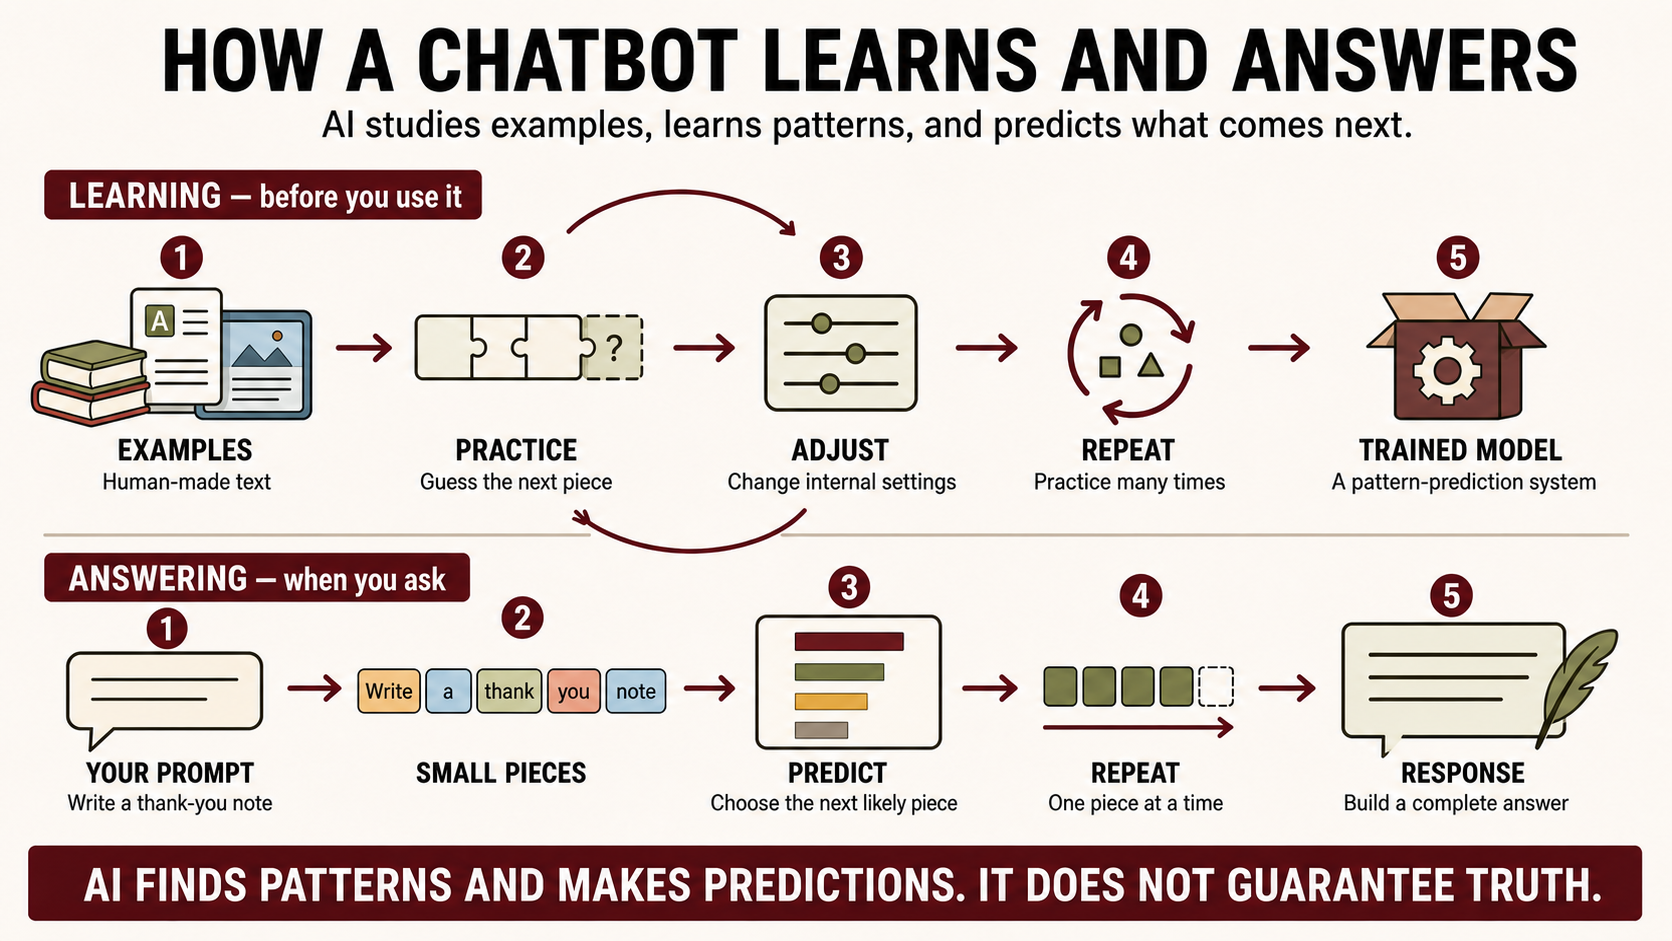 HOW A CHATBOT LEARNS AND ANSWERS
AI studies examples, learns patterns, and predicts what comes next.
LEARNING — before you use it
1
2
3
4
5
A
?
EXAMPLES
Human-made text
PRACTICE
Guess the next piece
ADJUST
Change internal settings
REPEAT
Practice many times
TRAINED MODEL
A pattern-prediction system
ANSWERING — when you ask
1
2
3
4
5
Write a thank you note
YOUR PROMPT
Write a thank-you note
SMALL PIECES
PREDICT
Choose the next likely piece
REPEAT
One piece at a time
RESPONSE
Build a complete answer
AI FINDS PATTERNS AND MAKES PREDICTIONS. IT DOES NOT GUARANTEE TRUTH.